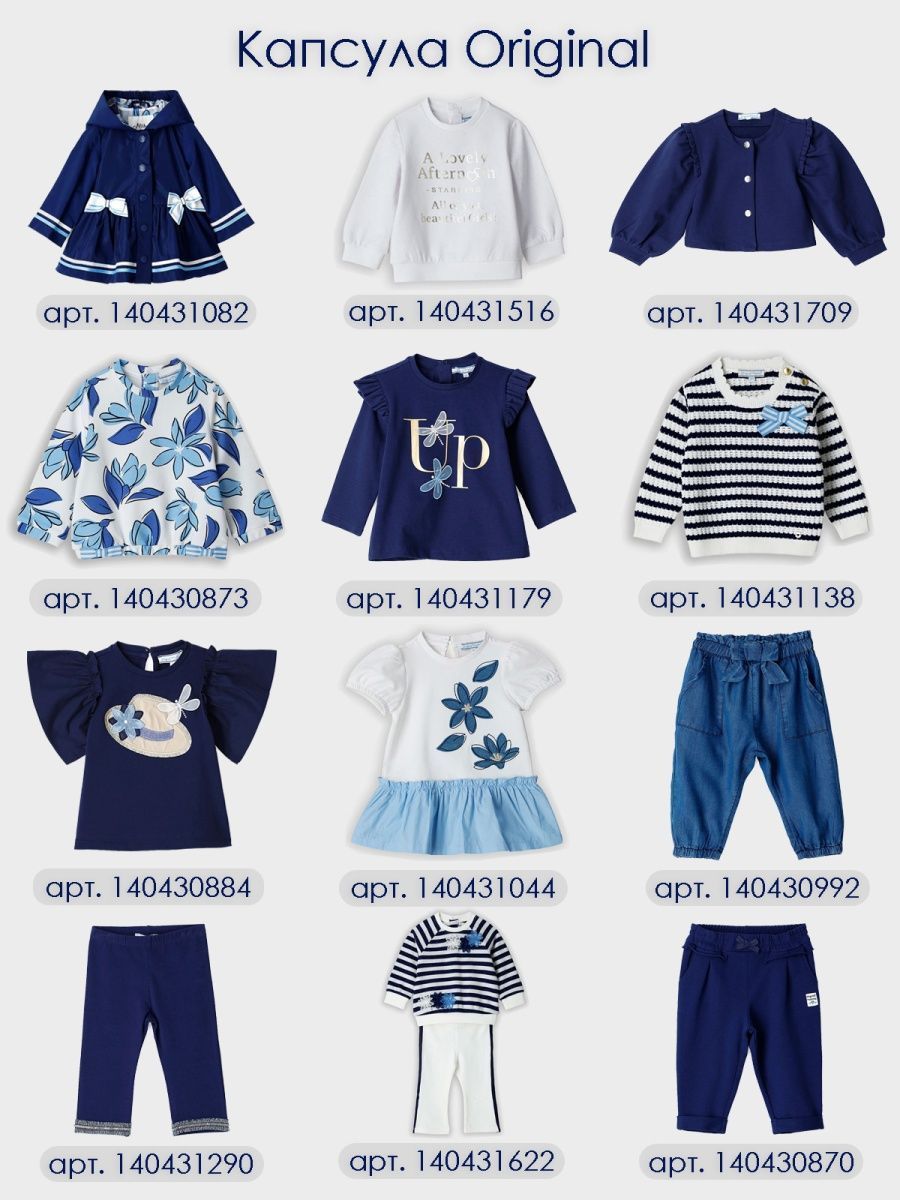 Капсула Original
арт. 140431082
A Lovely
Afternoon
арт. 140431516
арт. 140431709
арт. 140430873
Up
арт. 140431179
арт. 140431138
арт. 140430884
арт. 140431044
арт. 140430992
арт. 140431290
арт. 140431622
арт. 140430870